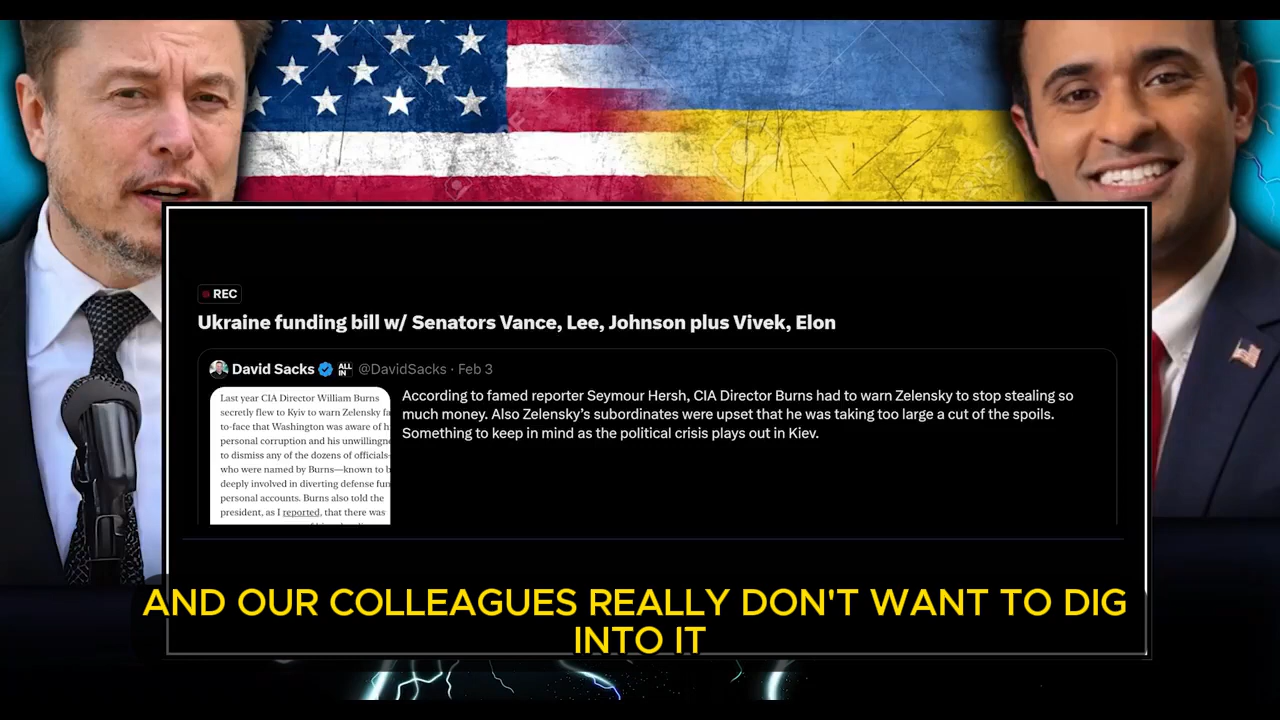 REC
Ukraine funding bill w/ Senators Vance, Lee, Johnson plus Vivek, Elon
David Sacks ALL IN @DavidSacks · Feb 3
According to famed reporter Seymour Hersh, CIA Director Burns had to warn Zelensky to stop stealing so
much money. Also Zelensky's subordinates were upset that he was taking too large a cut of the spoils.
Something to keep in mind as the political crisis plays out in Kiev.
Last year CIA Director William Burns
secretly flew to Kyiv to warn Zelensky fa
to-face that Washington was aware of h
personal corruption and his unwillingn
to dismiss any of the dozens of officials-
who were named by Burns—known to b
deeply involved in diverting defense fun
personal accounts. Burns also told the
president, as I reported, that there was
AND OUR COLLEAGUES REALLY DON'T WANT TO DIG
INTO IT